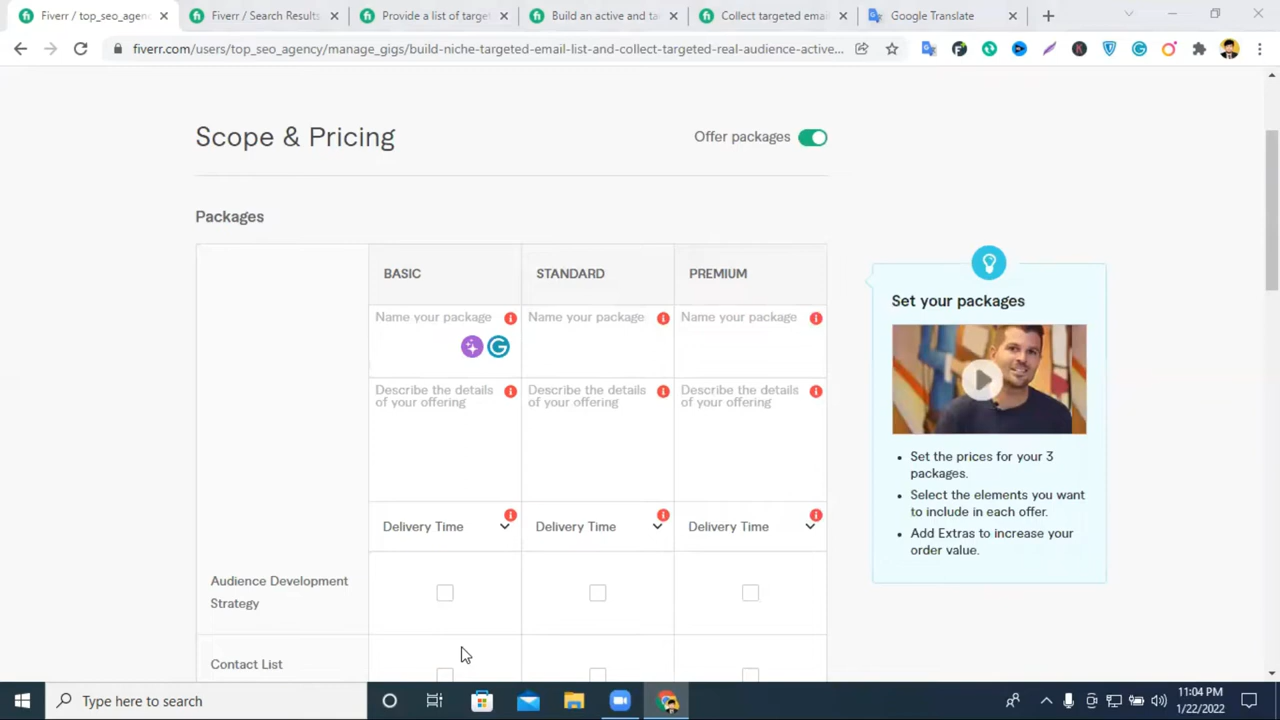 Fiverr / top_seo_agenc
Fiverr / Search Results
Provide a list of target
Build an active and ta
Collect targeted email
Google Translate
fiverr.com/users/top_seo_agency/manage_gigs/build-niche-targeted-email-list-and-collect-targeted-real-audience-active...
Scope & Pricing
Offer packages
Packages
BASIC
STANDARD
PREMIUM
Name your package
Name your package
Name your package
Describe the details
of your offering
Describe the details
of your offering
Describe the details
of your offering
Delivery Time
Delivery Time
Delivery Time
Audience Development
Strategy
Contact List
Set your packages
Set the prices for your 3
packages.
Select the elements you want
to include in each offer.
Add Extras to increase your
order value.
Type here to search
11:04 PM
1/22/2022